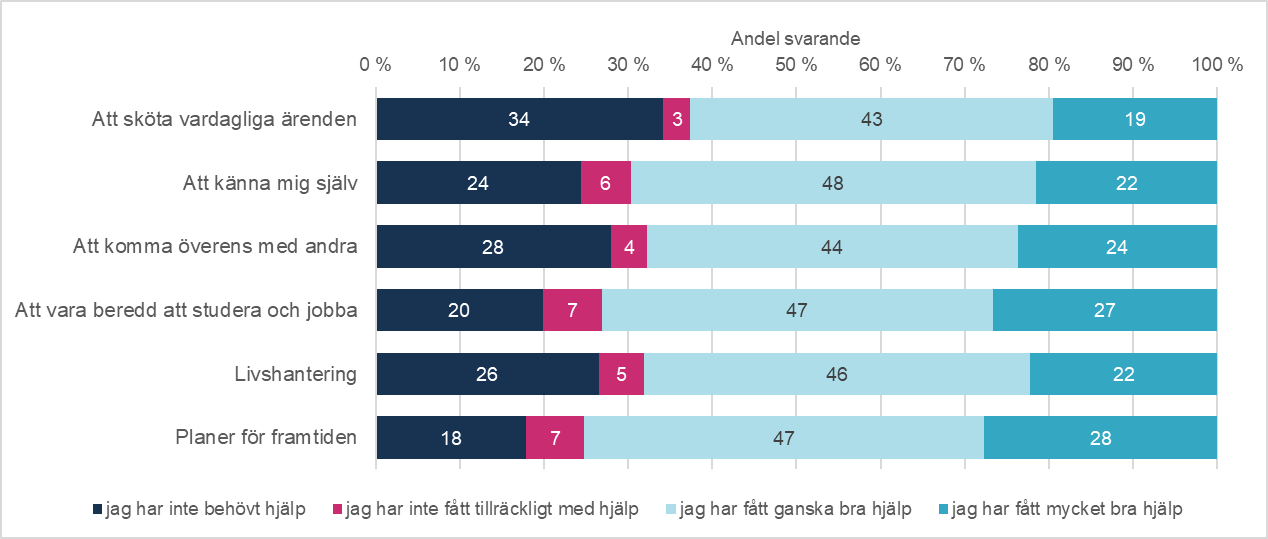 Andel svarande
0 % 10 % 20 % 30 % 40 % 50 % 60 % 70 % 80 % 90 % 100 %
Att sköta vardagliga ärenden 34 3 43 19
Att känna mig själv 24 6 48 22
Att komma överens med andra 28 4 44 24
Att vara beredd att studera och jobba 20 7 47 27
Livshantering 26 5 46 22
Planer för framtiden 18 7 47 28
jag har inte behövt hjälp jag har inte fått tillräckligt med hjälp jag har fått ganska bra hjälp jag har fått mycket bra hjälp